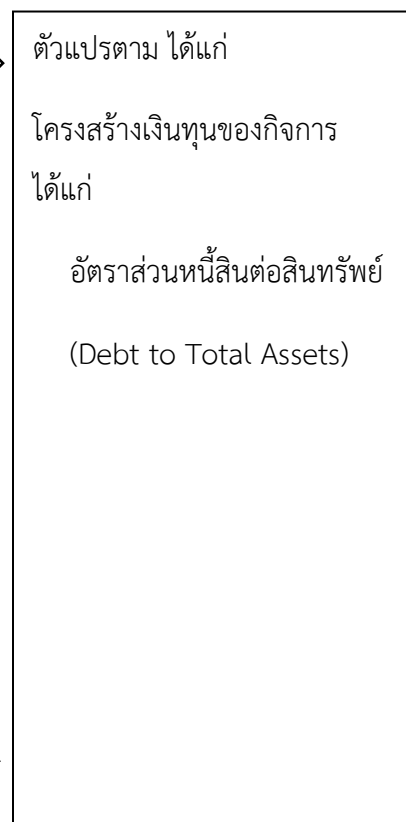 ตัวแปรตาม ได้แก่
โครงสร้างเงินทุนของกิจการ
ได้แก่
อัตราส่วนหนี้สินต่อสินทรัพย์
(Debt to Total Assets)